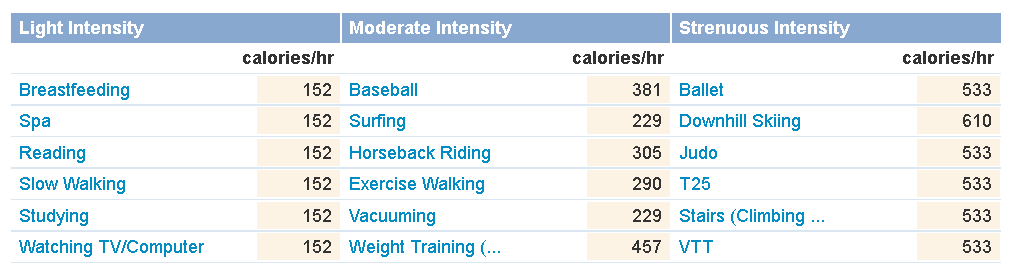 Light Intensity Moderate Intensity Strenuous Intensity
calories/hr calories/hr calories/hr
Breastfeeding 152 Baseball 381 Ballet 533
Spa 152 Surfing 229 Downhill Skiing 610
Reading 152 Horseback Riding 305 Judo 533
Slow Walking 152 Exercise Walking 290 T25 533
Studying 152 Vacuuming 229 Stairs (Climbing ... 533
Watching TV/Computer 152 Weight Training (... 457 VTT 533